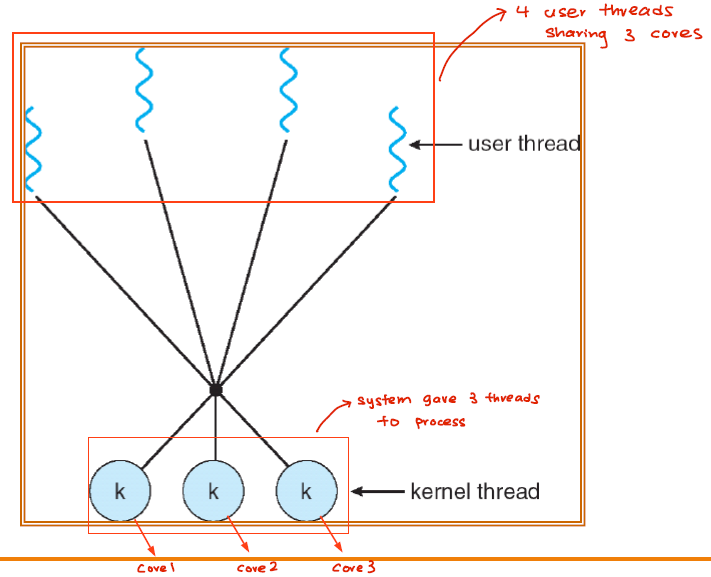 4 user threads
sharing 3 cores
user thread
system gave 3 threads
to process
k k k
kernel thread
core 1 core 2 core 3